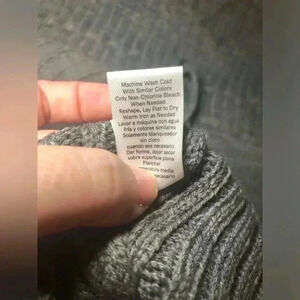 Machine Wash Cold
With Similar Colors
Only Non-Chlorine Bleach
When Needed
Reshape, Lay Flat to Dry
Warm Iron as Needed
Lavar a máquina con agua
fría y colores similares
Solamente blanqueador
sin cloro
cuando sea necesario
Dar forma, dejar secar
sobre superficie plana
Planchar
media
necesario